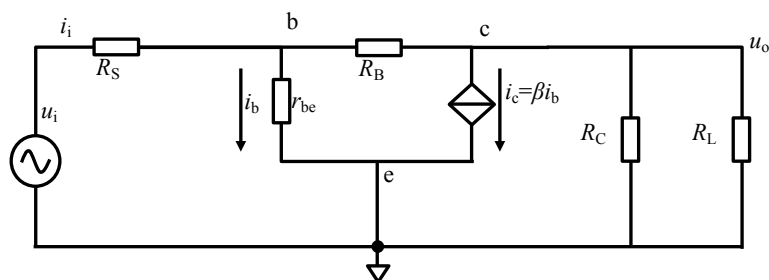 i_i
R_S
b
R_B
c
u_o
u_i
i_b
r_be
i_c=βi_b
R_C
R_L
e